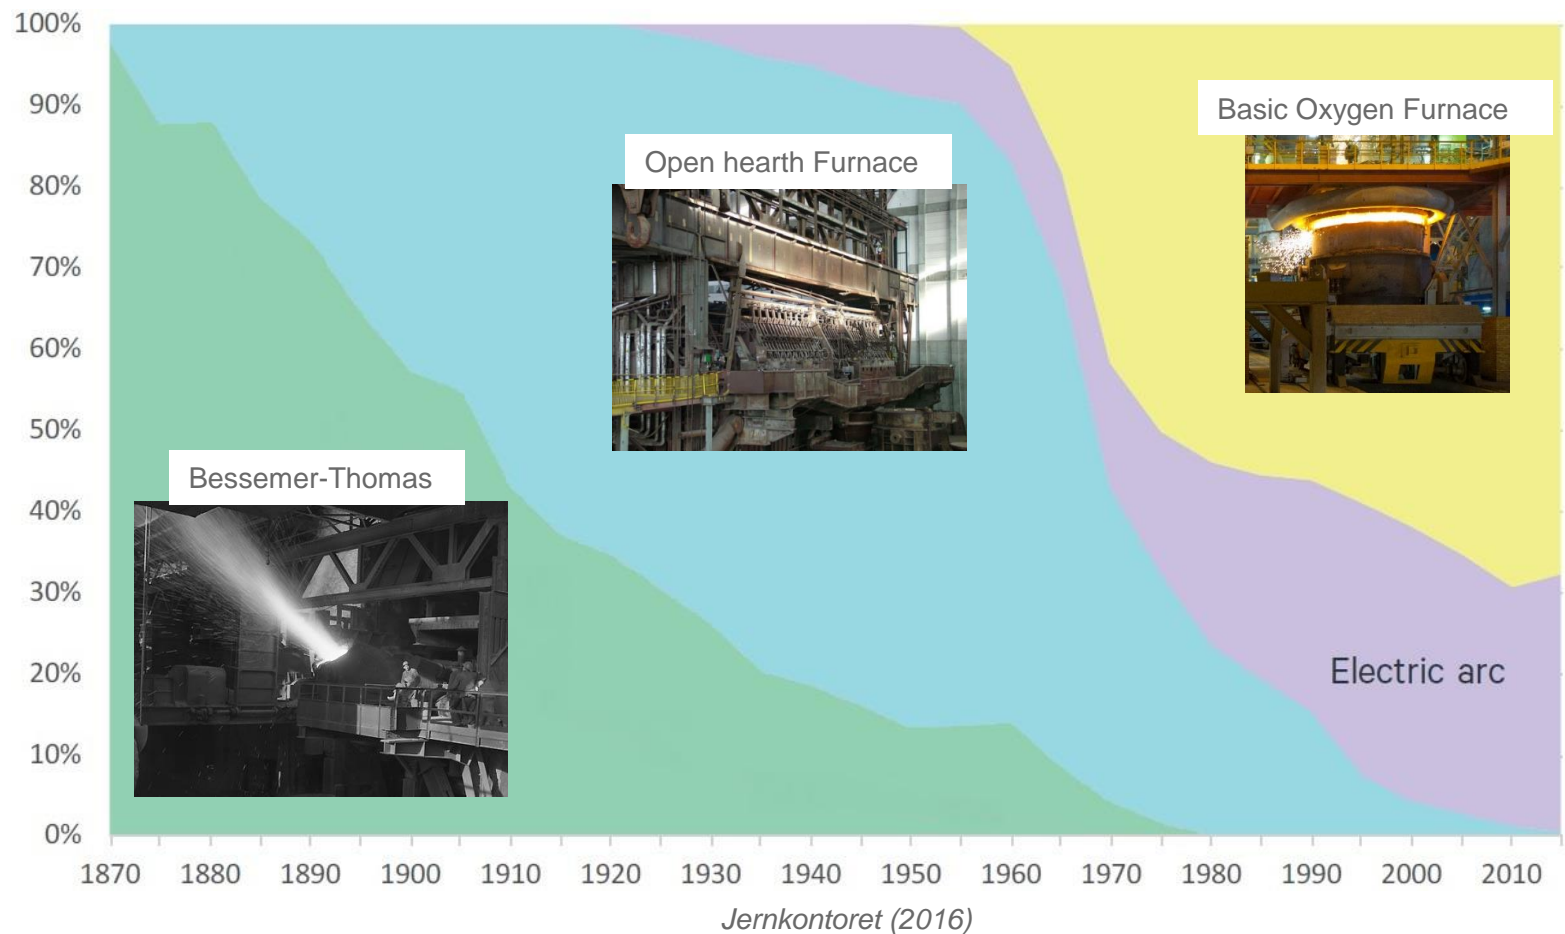 100%
90%
80%
70%
60%
50%
40%
30%
20%
10%
0%
Basic Oxygen Furnace
Open hearth Furnace
Bessemer-Thomas
Electric arc
1870 1880 1890 1900 1910 1920 1930 1940 1950 1960 1970 1980 1990 2000 2010
Jernkontoret (2016)